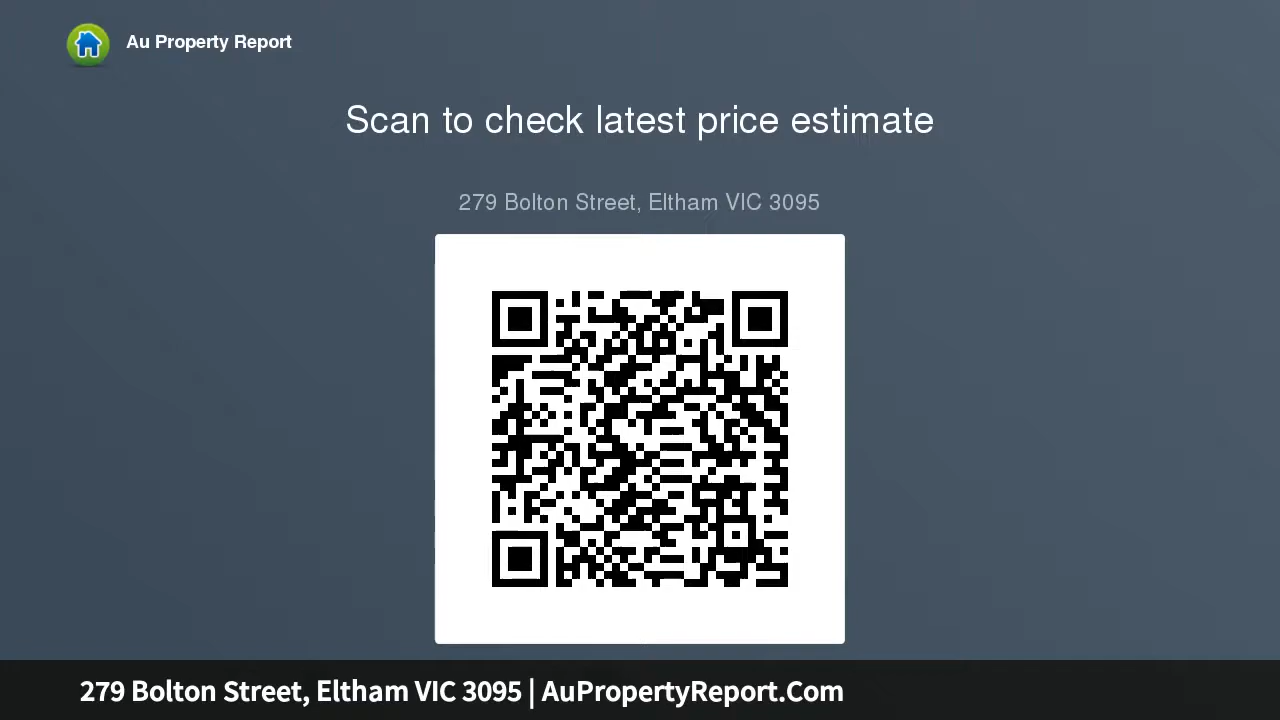 Au Property Report
Scan to check latest price estimate
279 Bolton Street, Eltham VIC 3095
279 Bolton Street, Eltham VIC 3095 | AuPropertyReport.Com